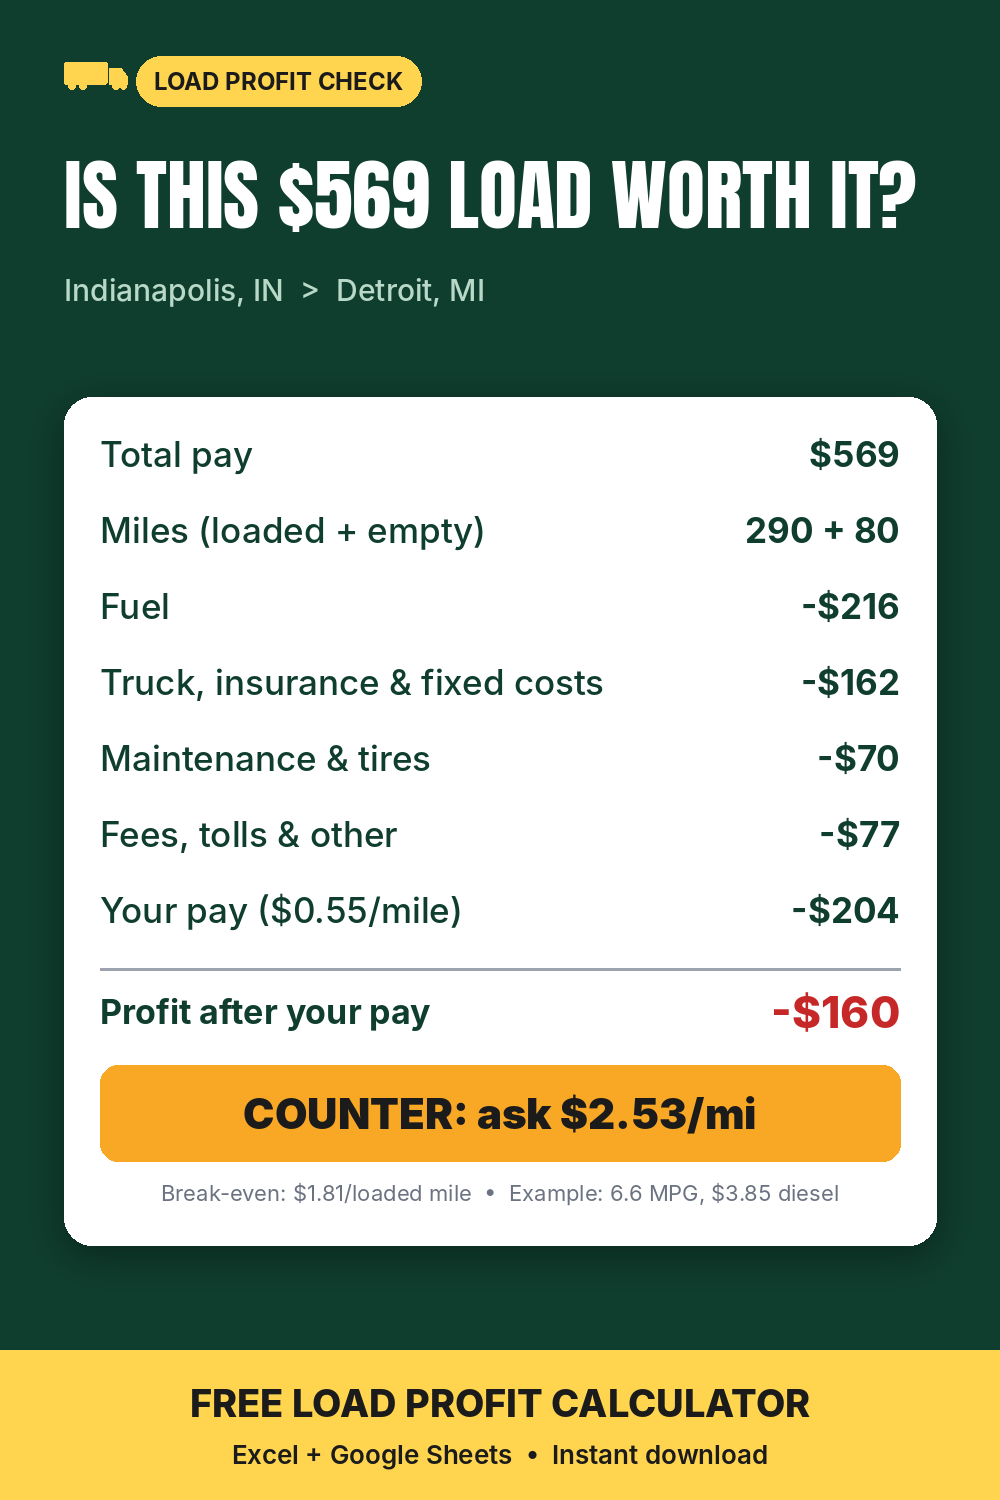 LOAD PROFIT CHECK
IS THIS $569 LOAD WORTH IT?
Indianapolis, IN > Detroit, MI
Total pay $569
Miles (loaded + empty) 290 + 80
Fuel -$216
Truck, insurance & fixed costs -$162
Maintenance & tires -$70
Fees, tolls & other -$77
Your pay ($0.55/mile) -$204
Profit after your pay -$160
COUNTER: ask $2.53/mi
Break-even: $1.81/loaded mile • Example: 6.6 MPG, $3.85 diesel
FREE LOAD PROFIT CALCULATOR
Excel + Google Sheets • Instant download